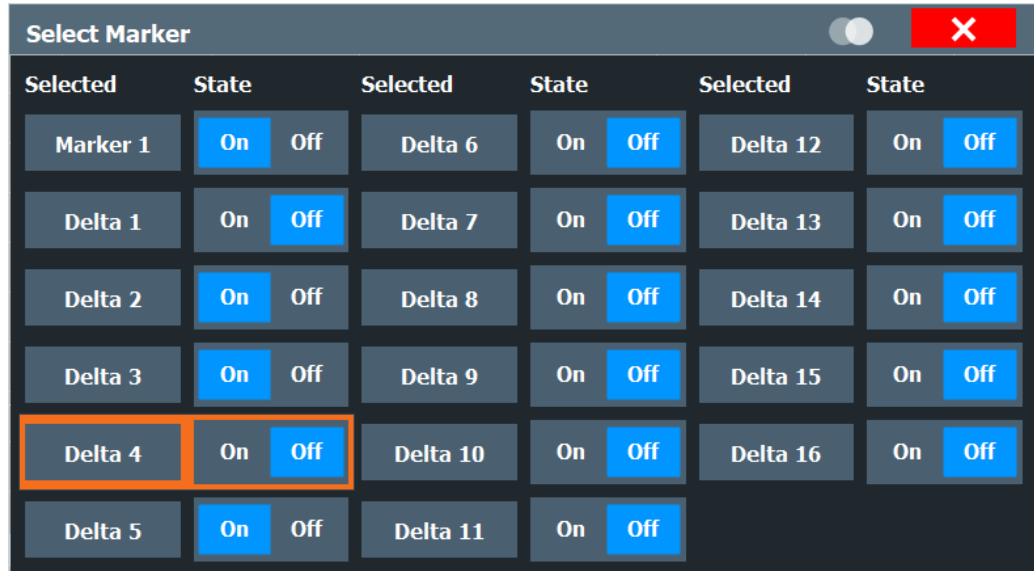 Select Marker
Selected State Selected State Selected State
Marker 1 On Off Delta 6 On Off Delta 12 On Off
Delta 1 On Off Delta 7 On Off Delta 13 On Off
Delta 2 On Off Delta 8 On Off Delta 14 On Off
Delta 3 On Off Delta 9 On Off Delta 15 On Off
Delta 4 On Off Delta 10 On Off Delta 16 On Off
Delta 5 On Off Delta 11 On Off